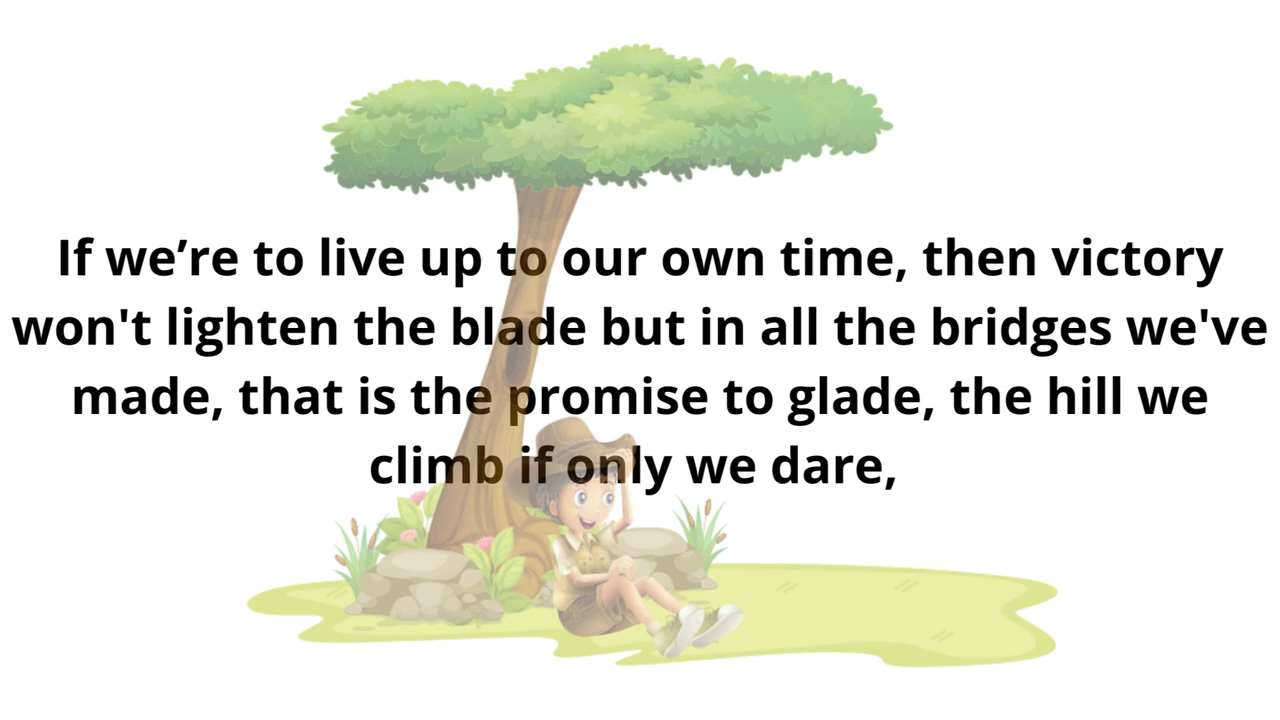 If we’re to live up to our own time, then victory
won't lighten the blade but in all the bridges we've
made, that is the promise to glade, the hill we
climb if only we dare,